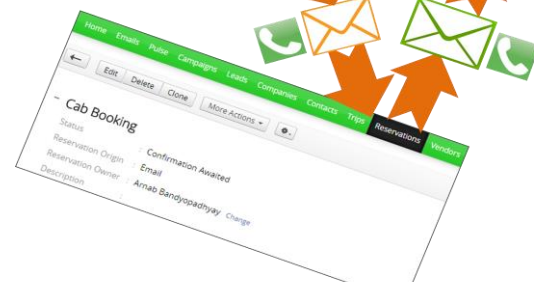 Home Emails Pulse Campaigns Leads Companies Contacts Trips Reservations Vendors
Edit Delete Clone More Actions
- Cab Booking
Status : Confirmation Awaited
Reservation Origin : Email
Reservation Owner : Arnab Bandyopadhyay Change
Description :